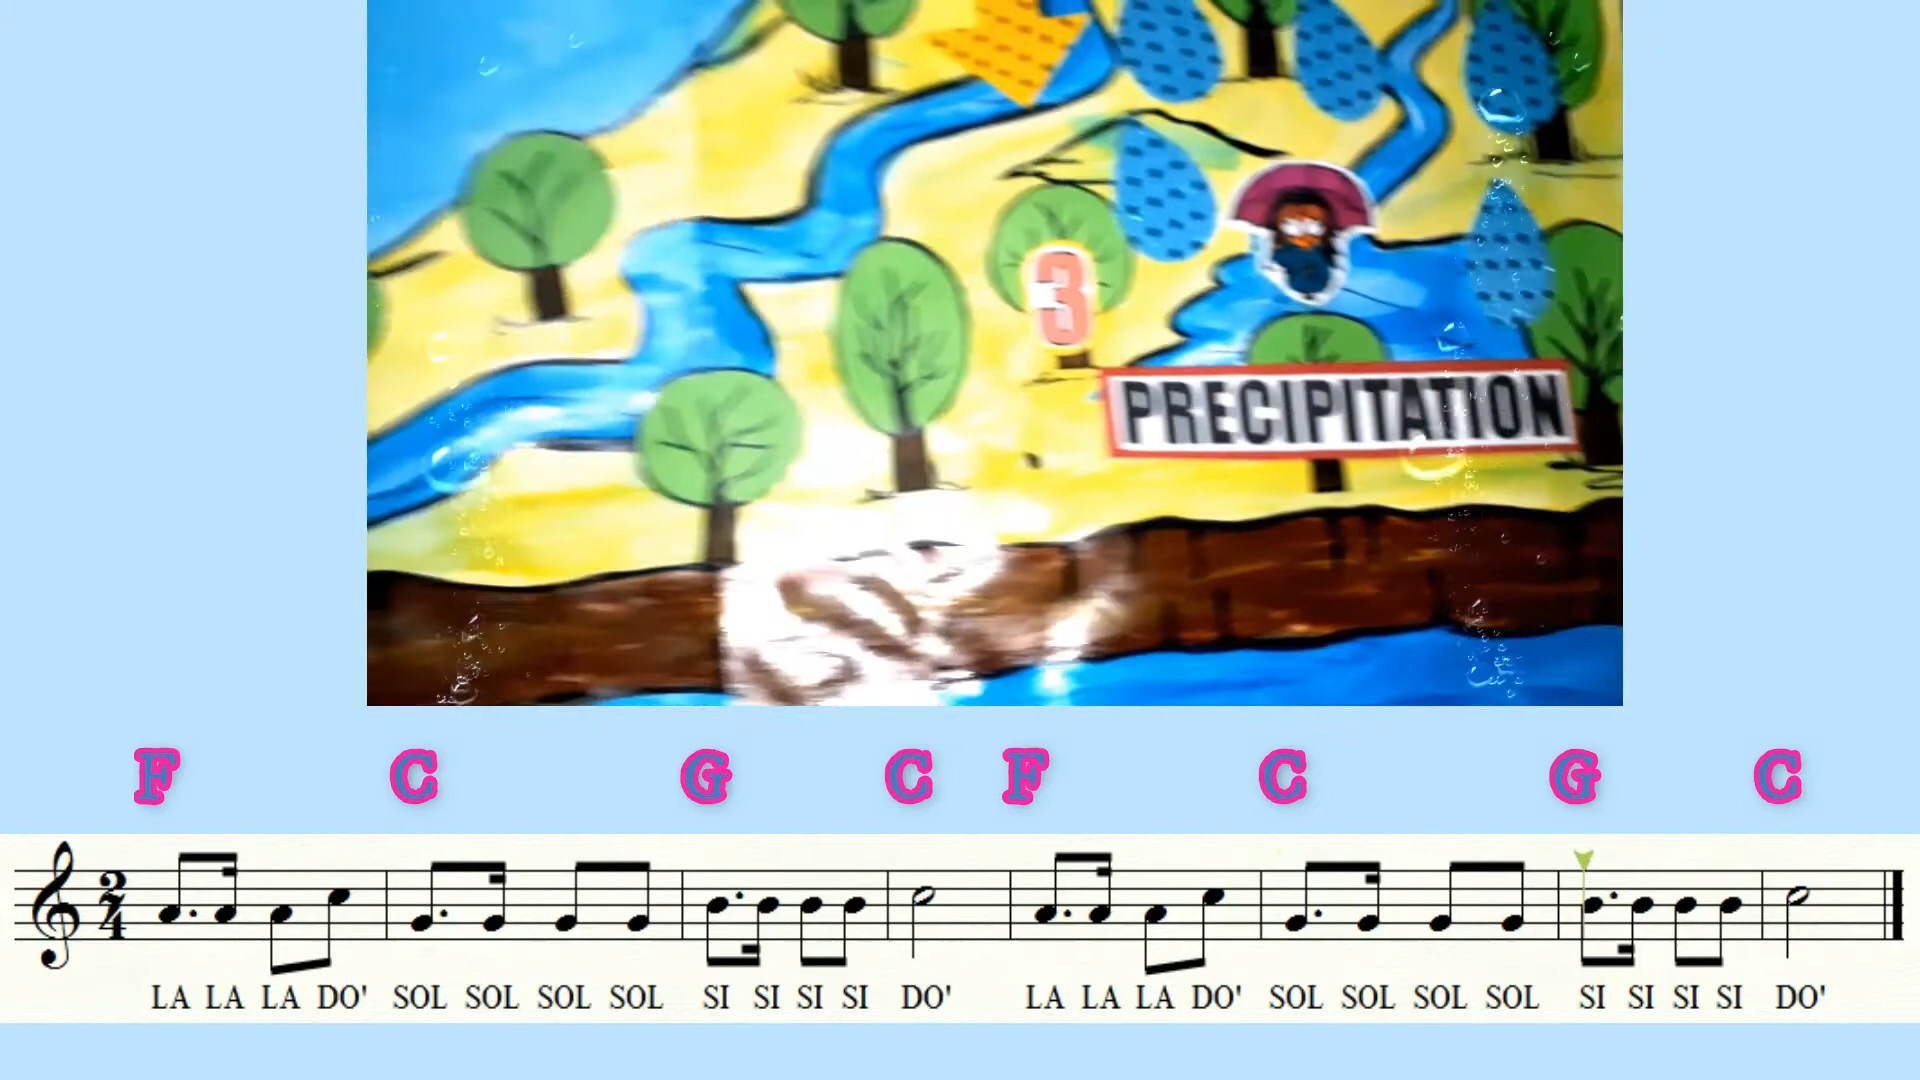 3
PRECIPITATION
F C G C F C G C
2
4
LA LA LA DO' SOL SOL SOL SOL SI SI SI SI DO' LA LA LA DO' SOL SOL SOL SOL SI SI SI SI DO'